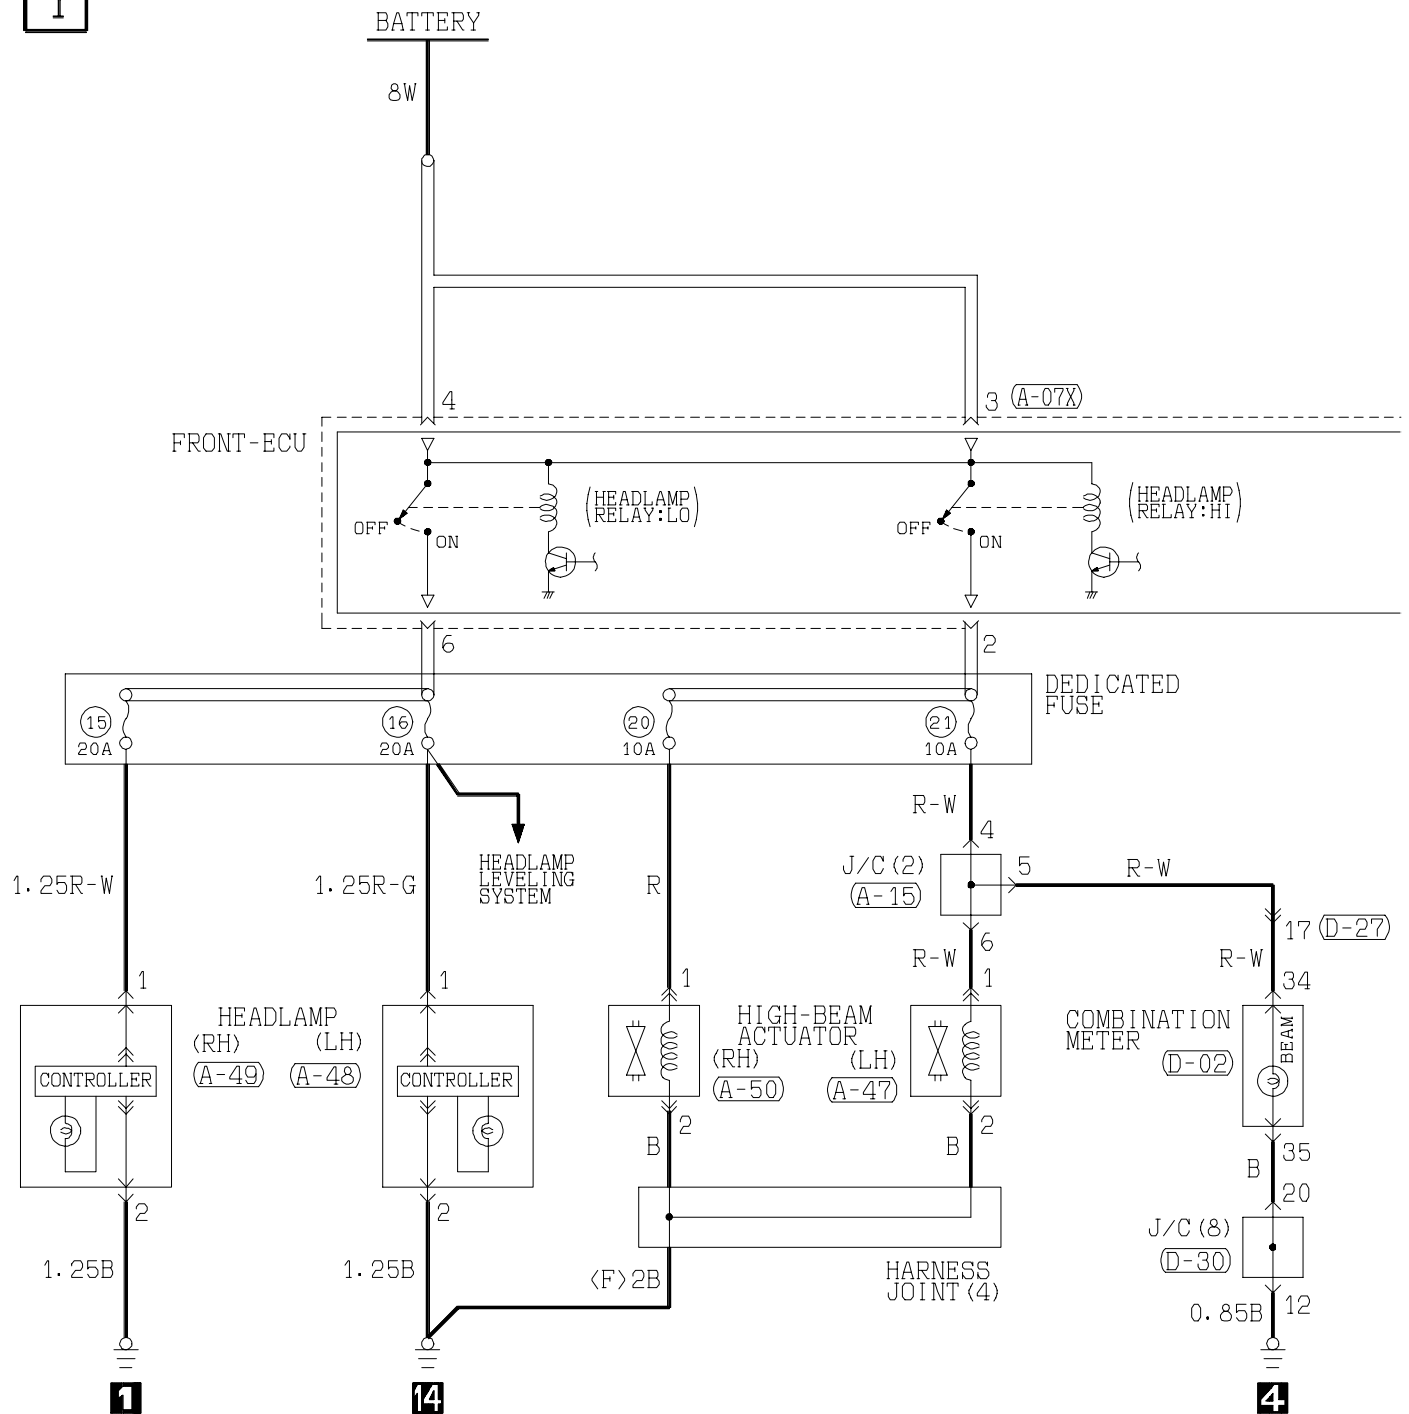 1
BATTERY
8W
4
3 (A-07X)
FRONT-ECU
(HEADLAMP
RELAY:LO)
(HEADLAMP
RELAY:HI)
OFF
ON
OFF
ON
6
2
DEDICATED
FUSE
15
20A
16
20A
20
10A
21
10A
R-W
4
HEADLAMP
LEVELING
SYSTEM
1.25R-W
1.25R-G
R
J/C(2)
(A-15)
5
R-W
17 (D-27)
6
R-W
R-W
1
1
1
1
34
HEADLAMP
(RH)
(LH)
(A-49)
(A-48)
CONTROLLER
CONTROLLER
HIGH-BEAM
ACTUATOR
(RH)
(LH)
(A-50)
(A-47)
COMBINATION
METER
(D-02)
BEAM
2
2
B
B
35
B
20
2
2
J/C(8)
(D-30)
1.25B
1.25B
<F>2B
HARNESS
JOINT(4)
12
0.85B
1
14
4